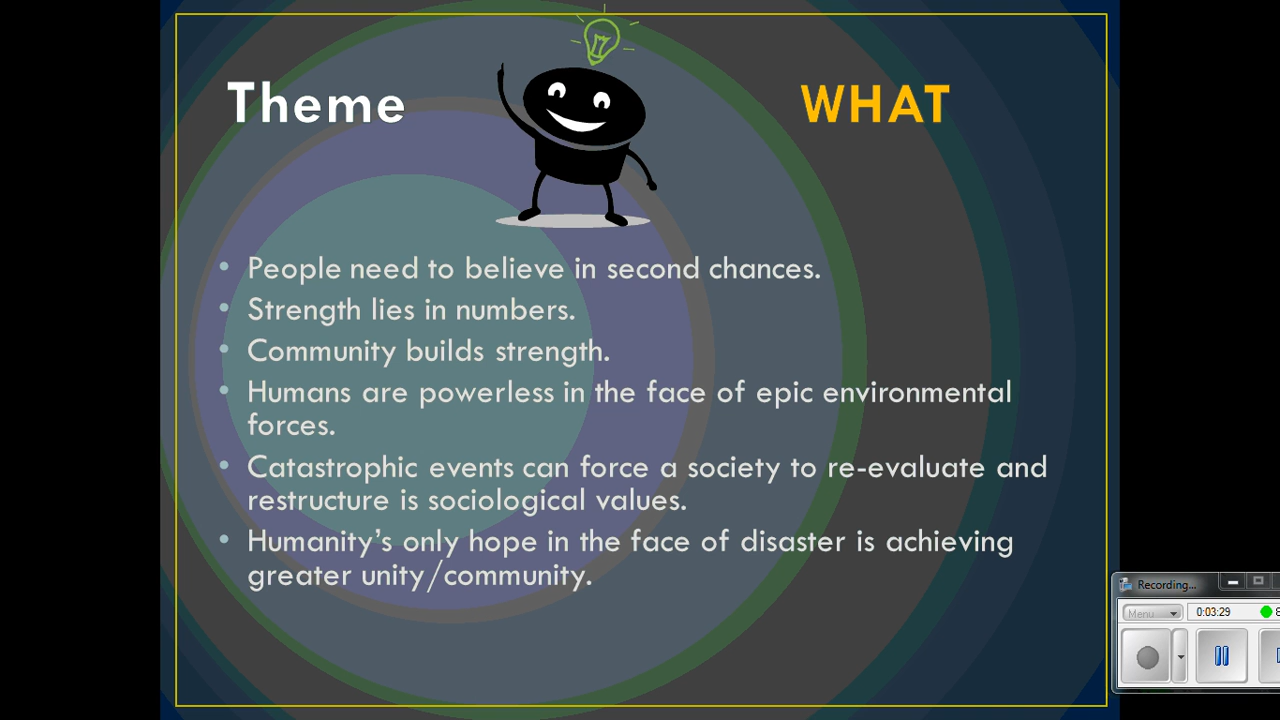 Theme
WHAT
• People need to believe in second chances.
• Strength lies in numbers.
• Community builds strength.
• Humans are powerless in the face of epic environmental
forces.
• Catastrophic events can force a society to re-evaluate and
restructure is sociological values.
• Humanity's only hope in the face of disaster is achieving
greater unity/community.
Recording...
Menu
0:03:29
8